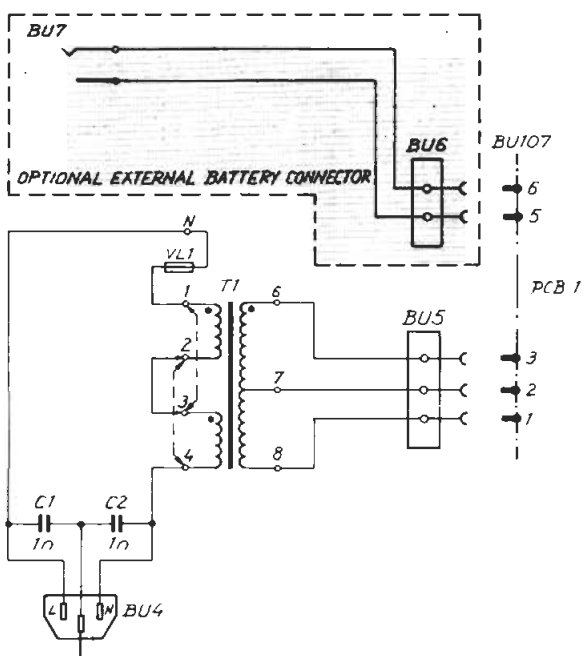 BU7
BU6
BU107
OPTIONAL EXTERNAL BATTERY CONNECTOR
6
5
N
VL1
1
T1
6
PCB 1
BU5
2
3
7
2
3
1
4
8
C1
C2
1n
1n
L
N
BU4